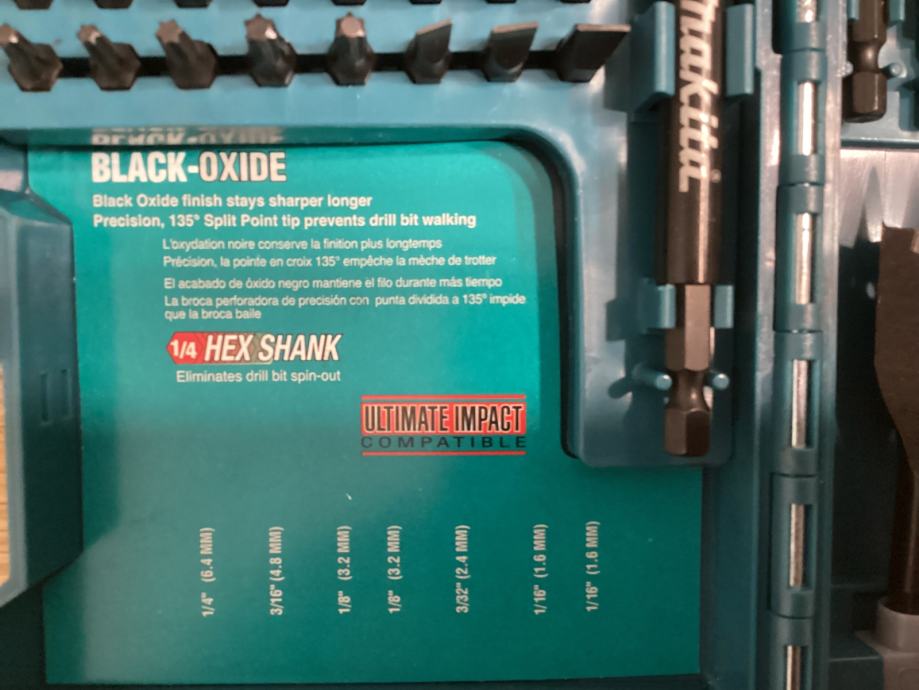 BLACK-OXIDE
BLACK-OXIDE
Black Oxide finish stays sharper longer
Precision, 135° Split Point tip prevents drill bit walking
L'oxydation noire conserve la finition plus longtemps
Précision, la pointe en croix 135° empêche la mèche de trotter
El acabado de óxido negro mantiene el filo durante más tiempo
La broca perforadora de precisión con punta dividida a 135° impide
que la broca baile
1/4 HEX SHANK
Eliminates drill bit spin-out
ULTIMATE IMPACT
COMPATIBLE
1/4" (6.4 MM)
3/16" (4.8 MM)
1/8" (3.2 MM)
1/8" (3.2 MM)
3/32" (2.4 MM)
1/16" (1.6 MM)
1/16" (1.6 MM)
makita